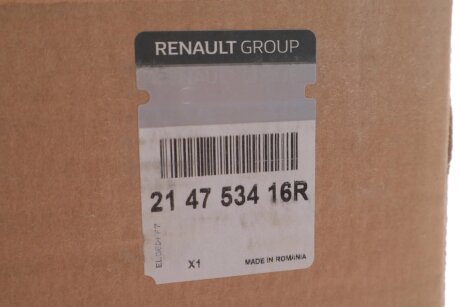 RENAULT GROUP
21 47 534 16R
X1
MADE IN ROMANIA